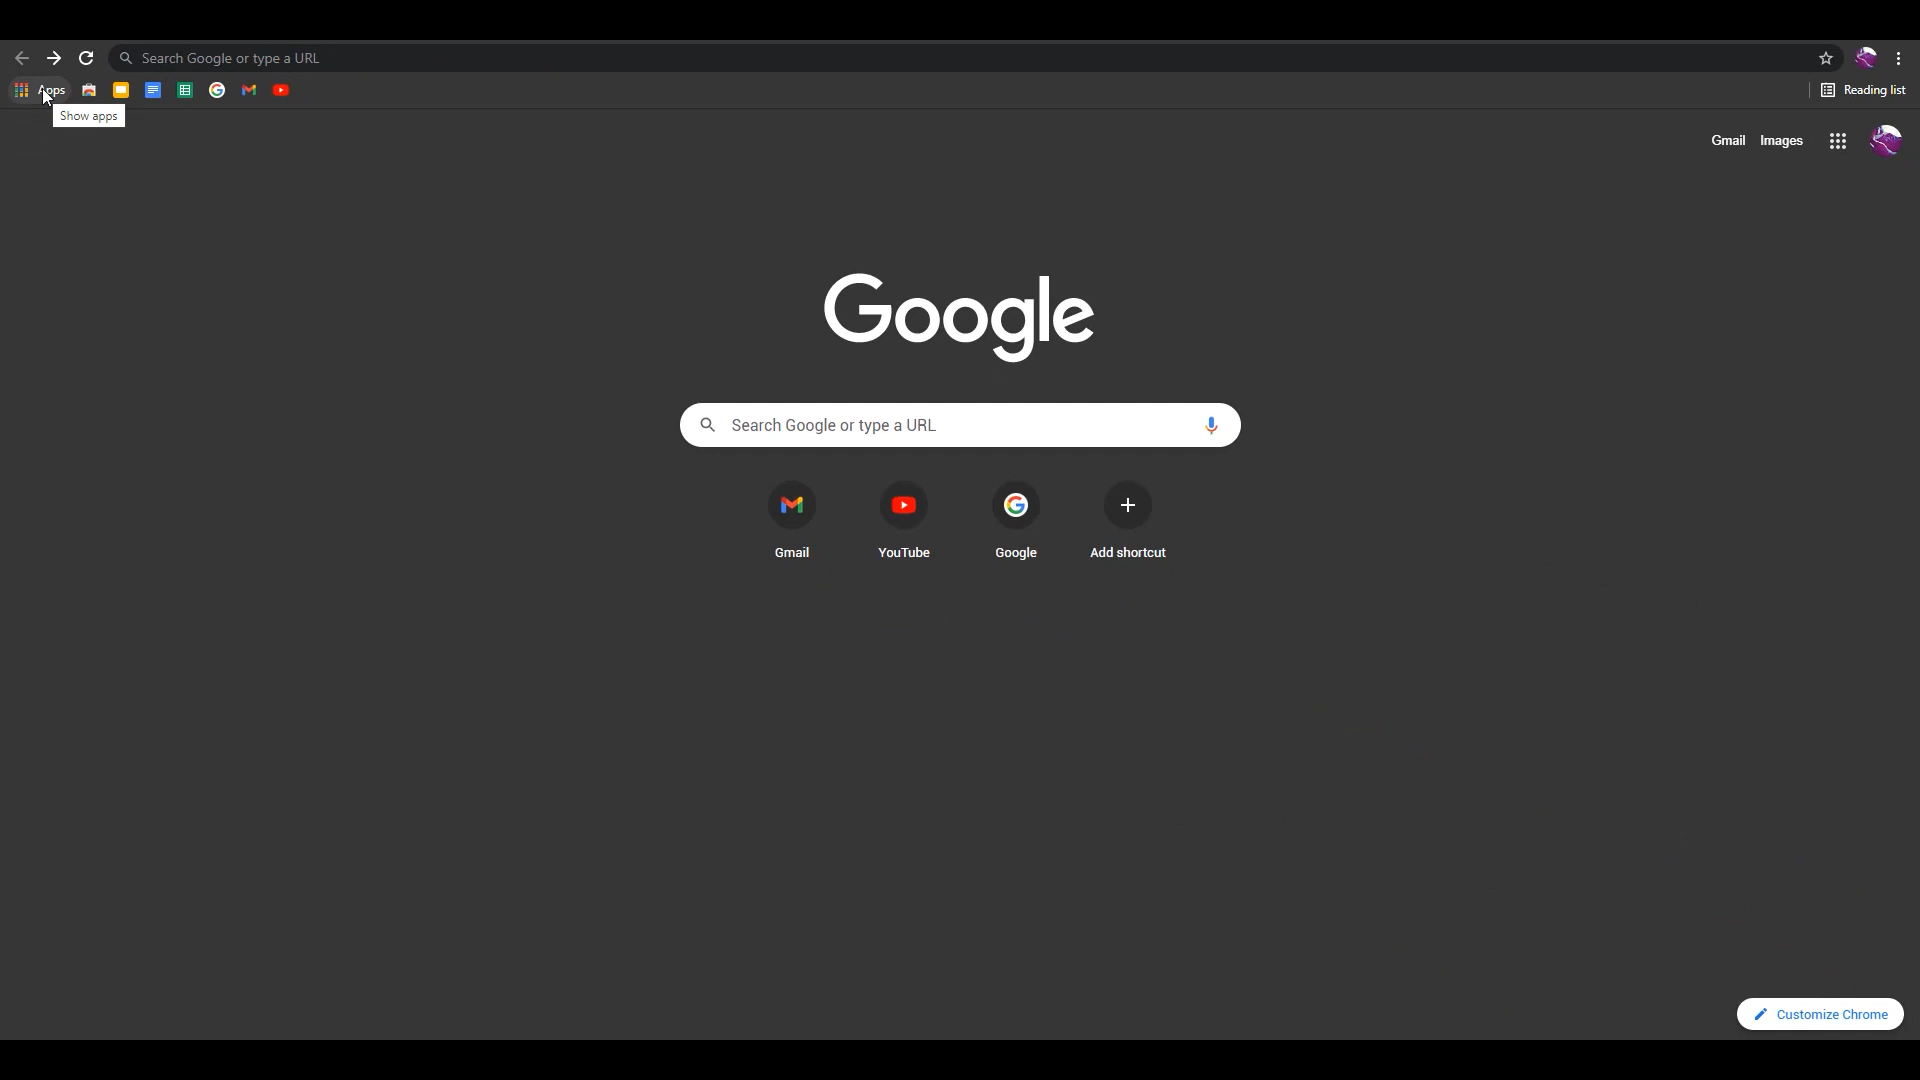 Search Google or type a URL
Apps
Reading list
Show apps
Gmail Images
Google
Search Google or type a URL
Gmail YouTube Google Add shortcut
Customize Chrome